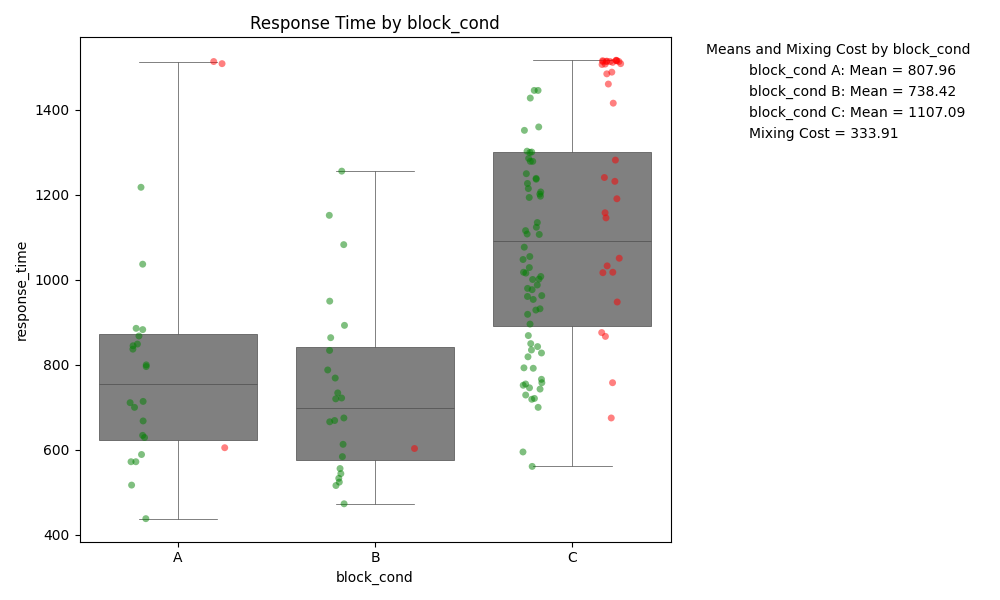 Response Time by block_cond
Means and Mixing Cost by block_cond
block_cond A: Mean = 807.96
block_cond B: Mean = 738.42
block_cond C: Mean = 1107.09
Mixing Cost = 333.91
response_time
1400
1200
1000
800
600
400
A
B
C
block_cond